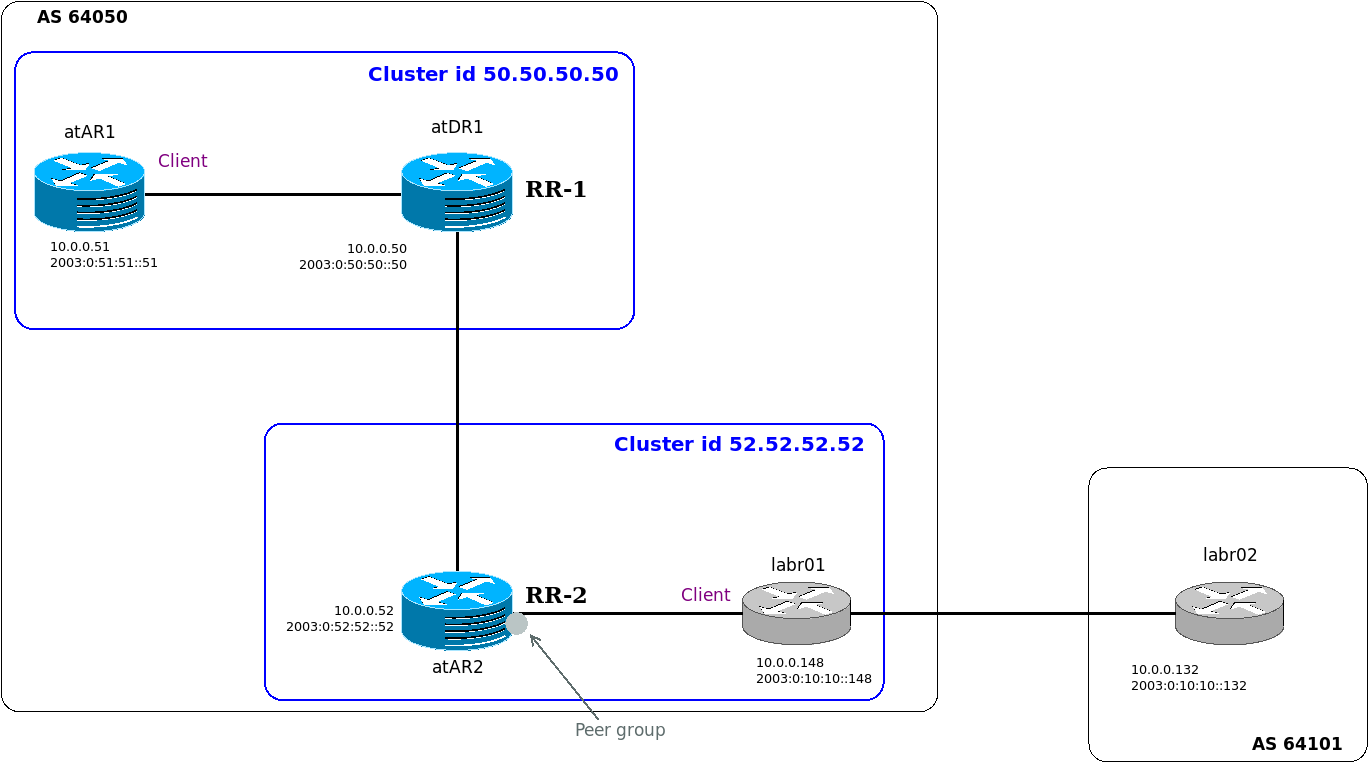 AS 64050
Cluster id 50.50.50.50
atAR1
atDR1
Client
RR-1
10.0.0.51
2003:0:51:51::51
10.0.0.50
2003:0:50:50::50
Cluster id 52.52.52.52
labr01
labr02
RR-2
Client
10.0.0.52
2003:0:52:52::52
atAR2
10.0.0.148
2003:0:10:10::148
10.0.0.132
2003:0:10:10::132
Peer group
AS 64101